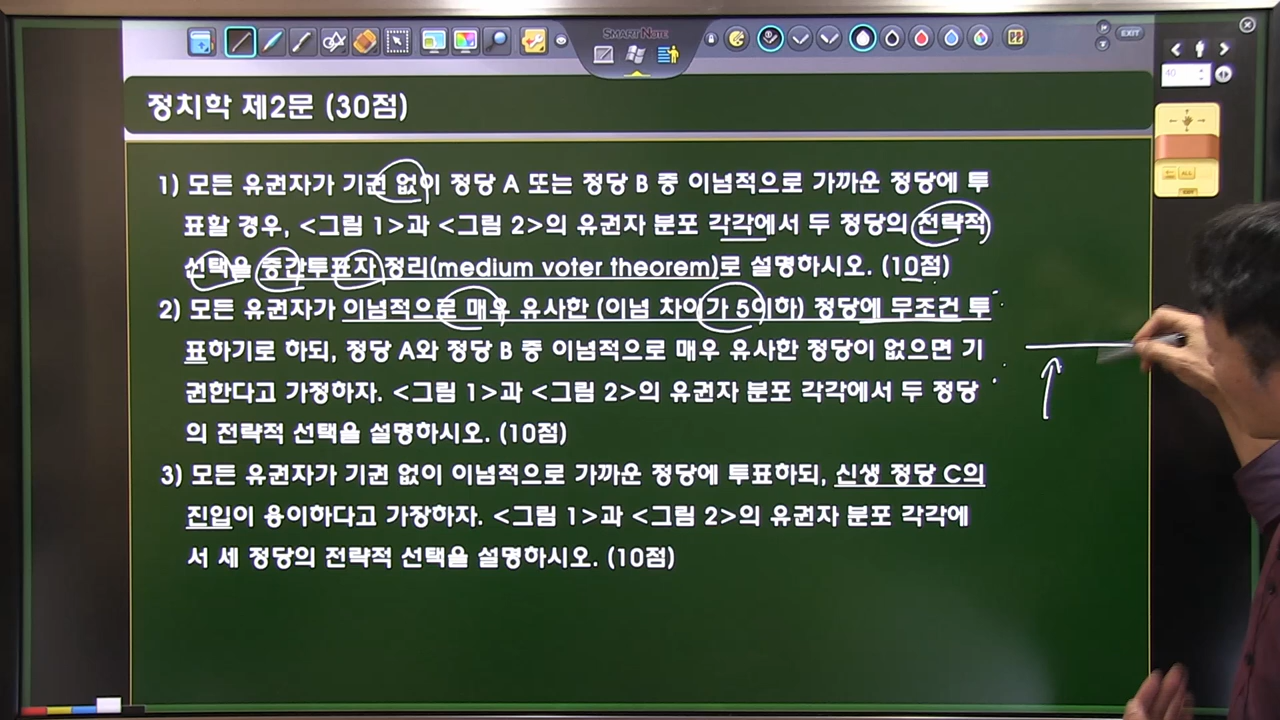 SMART NOTE
EXIT
40
ALL
EXIT
정치학 제2문 (30점)
1) 모든 유권자가 기권 없이 정당 A 또는 정당 B 중 이념적으로 가까운 정당에 투
표할 경우, <그림 1>과 <그림 2>의 유권자 분포 각각에서 두 정당의 전략적
선택을 중간투표자 정리(medium voter theorem)로 설명하시오. (10점)
2) 모든 유권자가 이념적으로 매우 유사한 (이념 차이가 5이하) 정당에 무조건 투
표하기로 하되, 정당 A와 정당 B 중 이념적으로 매우 유사한 정당이 없으면 기
권한다고 가정하자. <그림 1>과 <그림 2>의 유권자 분포 각각에서 두 정당
의 전략적 선택을 설명하시오. (10점)
3) 모든 유권자가 기권 없이 이념적으로 가까운 정당에 투표하되, 신생 정당 C의
진입이 용이하다고 가장하자. <그림 1>과 <그림 2>의 유권자 분포 각각에
서 세 정당의 전략적 선택을 설명하시오. (10점)